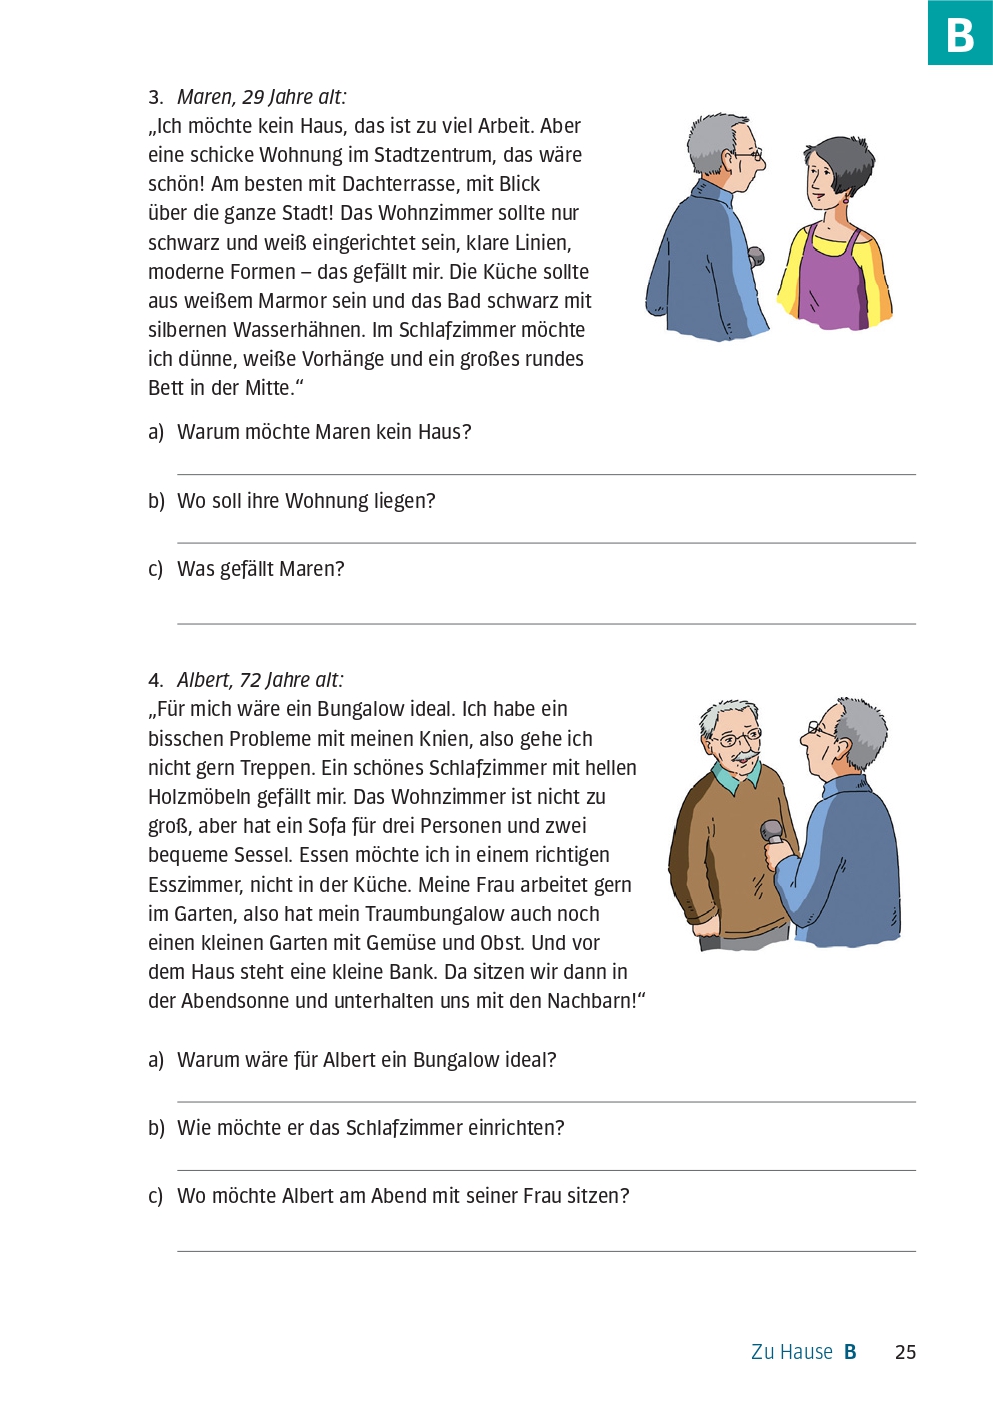 B
3. Maren, 29 Jahre alt:
„Ich möchte kein Haus, das ist zu viel Arbeit. Aber
eine schicke Wohnung im Stadtzentrum, das wäre
schön! Am besten mit Dachterrasse, mit Blick
über die ganze Stadt! Das Wohnzimmer sollte nur
schwarz und weiß eingerichtet sein, klare Linien,
moderne Formen – das gefällt mir. Die Küche sollte
aus weißem Marmor sein und das Bad schwarz mit
silbernen Wasserhähnen. Im Schlafzimmer möchte
ich dünne, weiße Vorhänge und ein großes rundes
Bett in der Mitte.“
a) Warum möchte Maren kein Haus?
b) Wo soll ihre Wohnung liegen?
c) Was gefällt Maren?
4. Albert, 72 Jahre alt:
„Für mich wäre ein Bungalow ideal. Ich habe ein
bisschen Probleme mit meinen Knien, also gehe ich
nicht gern Treppen. Ein schönes Schlafzimmer mit hellen
Holzmöbeln gefällt mir. Das Wohnzimmer ist nicht zu
groß, aber hat ein Sofa für drei Personen und zwei
bequeme Sessel. Essen möchte ich in einem richtigen
Esszimmer, nicht in der Küche. Meine Frau arbeitet gern
im Garten, also hat mein Traumbungalow auch noch
einen kleinen Garten mit Gemüse und Obst. Und vor
dem Haus steht eine kleine Bank. Da sitzen wir dann in
der Abendsonne und unterhalten uns mit den Nachbarn!“
a) Warum wäre für Albert ein Bungalow ideal?
b) Wie möchte er das Schlafzimmer einrichten?
c) Wo möchte Albert am Abend mit seiner Frau sitzen?
Zu Hause B 25